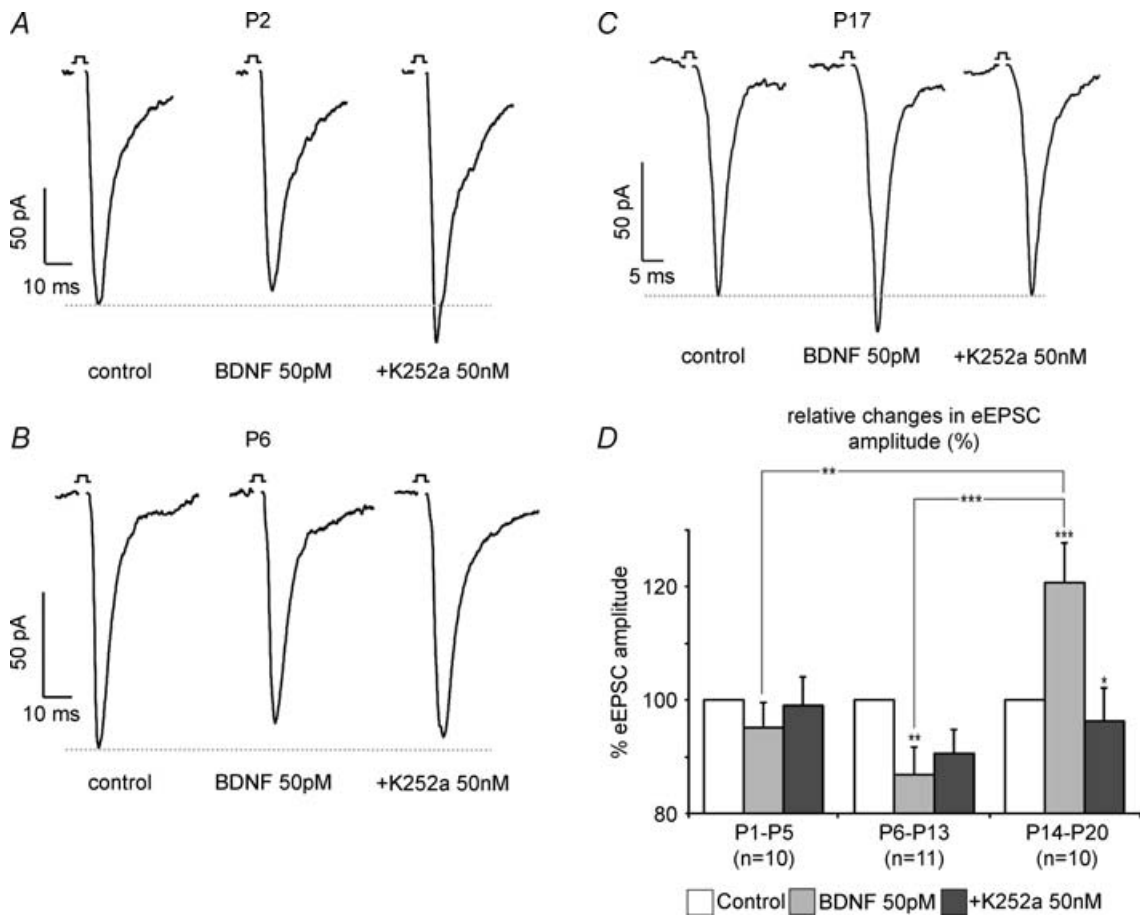 A
P2
50 pA
10 ms
control
BDNF 50pM
+K252a 50nM
C
P17
50 pA
5 ms
control
BDNF 50pM
+K252a 50nM
B
P6
50 pA
10 ms
control
BDNF 50pM
+K252a 50nM
D
relative changes in eEPSC
amplitude (%)
**
***
***
% eEPSC amplitude
120
100
80
**
*
P1-P5
(n=10)
P6-P13
(n=11)
P14-P20
(n=10)
Control
BDNF 50pM
+K252a 50nM